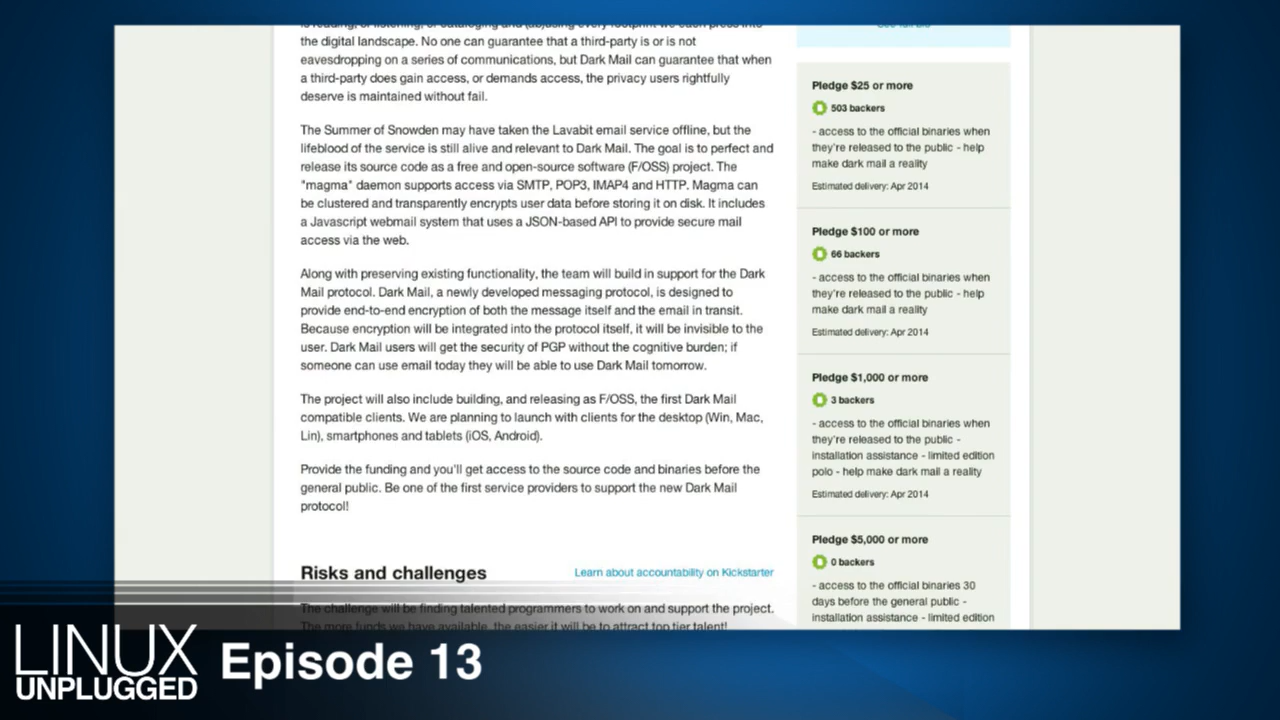 is reading, or listening, or cataloging and (ab)using every footprint we each press into
the digital landscape. No one can guarantee that a third-party is or is not
eavesdropping on a series of communications, but Dark Mail can guarantee that when
a third-party does gain access, or demands access, the privacy users rightfully
deserve is maintained without fail.
The Summer of Snowden may have taken the Lavabit email service offline, but the
lifeblood of the service is still alive and relevant to Dark Mail. The goal is to perfect and
release its source code as a free and open-source software (F/OSS) project. The
"magma" daemon supports access via SMTP, POP3, IMAP4 and HTTP. Magma can
be clustered and transparently encrypts user data before storing it on disk. It includes
a Javascript webmail system that uses a JSON-based API to provide secure mail
access via the web.
Along with preserving existing functionality, the team will build in support for the Dark
Mail protocol. Dark Mail, a newly developed messaging protocol, is designed to
provide end-to-end encryption of both the message itself and the email in transit.
Because encryption will be integrated into the protocol itself, it will be invisible to the
user. Dark Mail users will get the security of PGP without the cognitive burden; if
someone can use email today they will be able to use Dark Mail tomorrow.
The project will also include building, and releasing as F/OSS, the first Dark Mail
compatible clients. We are planning to launch with clients for the desktop (Win, Mac,
Lin), smartphones and tablets (iOS, Android).
Provide the funding and you'll get access to the source code and binaries before the
general public. Be one of the first service providers to support the new Dark Mail
protocol!
Risks and challenges
Learn about accountability on Kickstarter
The challenge will be finding talented programmers to work on and support the project.
The more funds we have available, the easier it will be to attract top tier talent!
See full bio
Pledge $25 or more
503 backers
- access to the official binaries when
they're released to the public - help
make dark mail a reality
Estimated delivery: Apr 2014
Pledge $100 or more
66 backers
- access to the official binaries when
they're released to the public - help
make dark mail a reality
Estimated delivery: Apr 2014
Pledge $1,000 or more
3 backers
- access to the official binaries when
they're released to the public -
installation assistance - limited edition
polo - help make dark mail a reality
Estimated delivery: Apr 2014
Pledge $5,000 or more
0 backers
- access to the official binaries 30
days before the general public -
installation assistance - limited edition
LINUX
UNPLUGGED
Episode 13